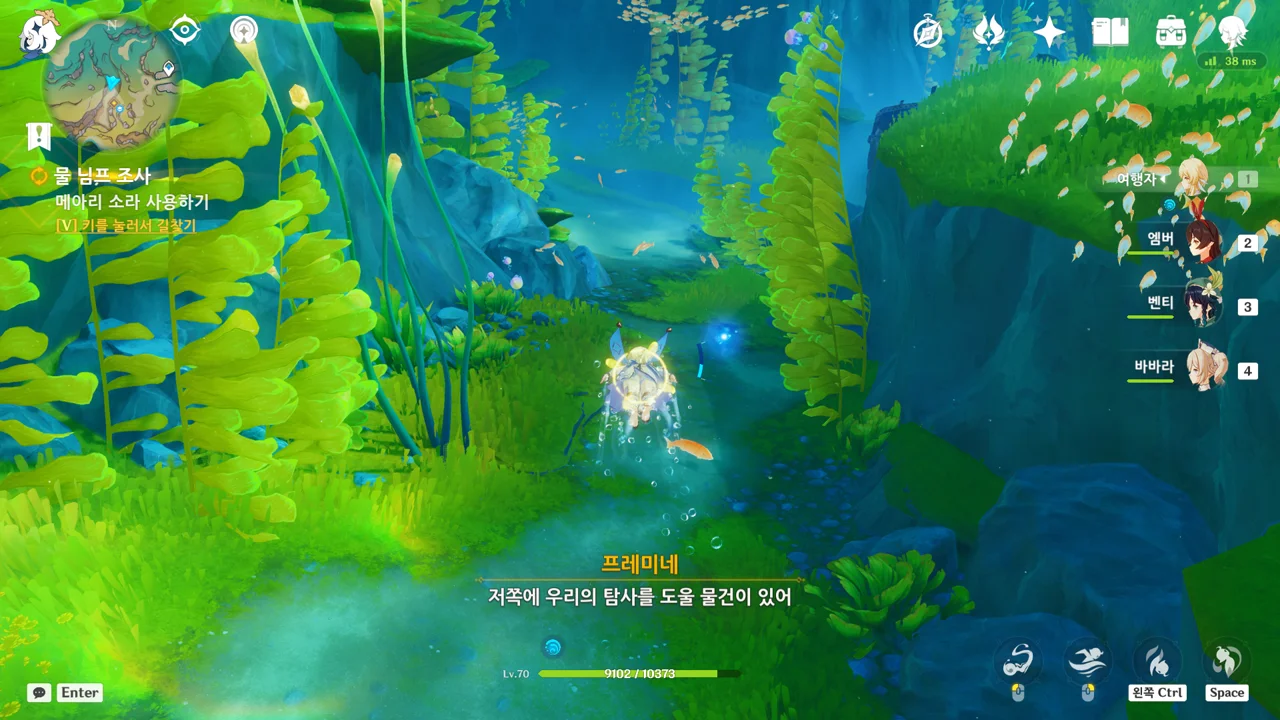 N
38 ms
물 님프 조사
메아리 소라 사용하기
[V] 키를 눌러서 길찾기
여행자
1
엠버
2
벤티
3
바바라
4
프레미네
저쪽에 우리의 탐사를 도울 물건이 있어
Lv.70
9102 / 10373
Enter
왼쪽 Ctrl
Space